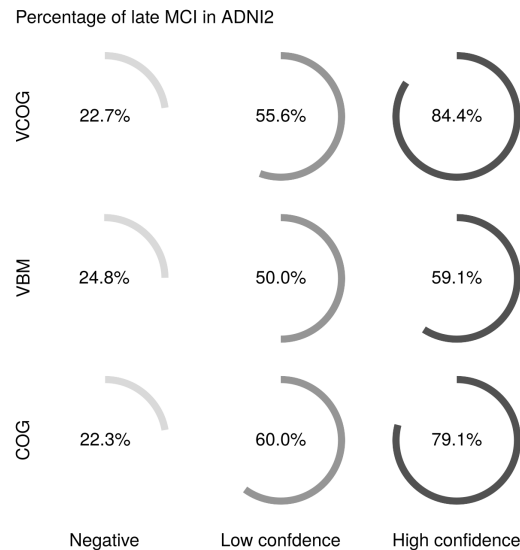 Percentage of late MCI in ADNI2
VCOG
22.7%
55.6%
84.4%
VBM
24.8%
50.0%
59.1%
COG
22.3%
60.0%
79.1%
Negative
Low confdence
High confidence